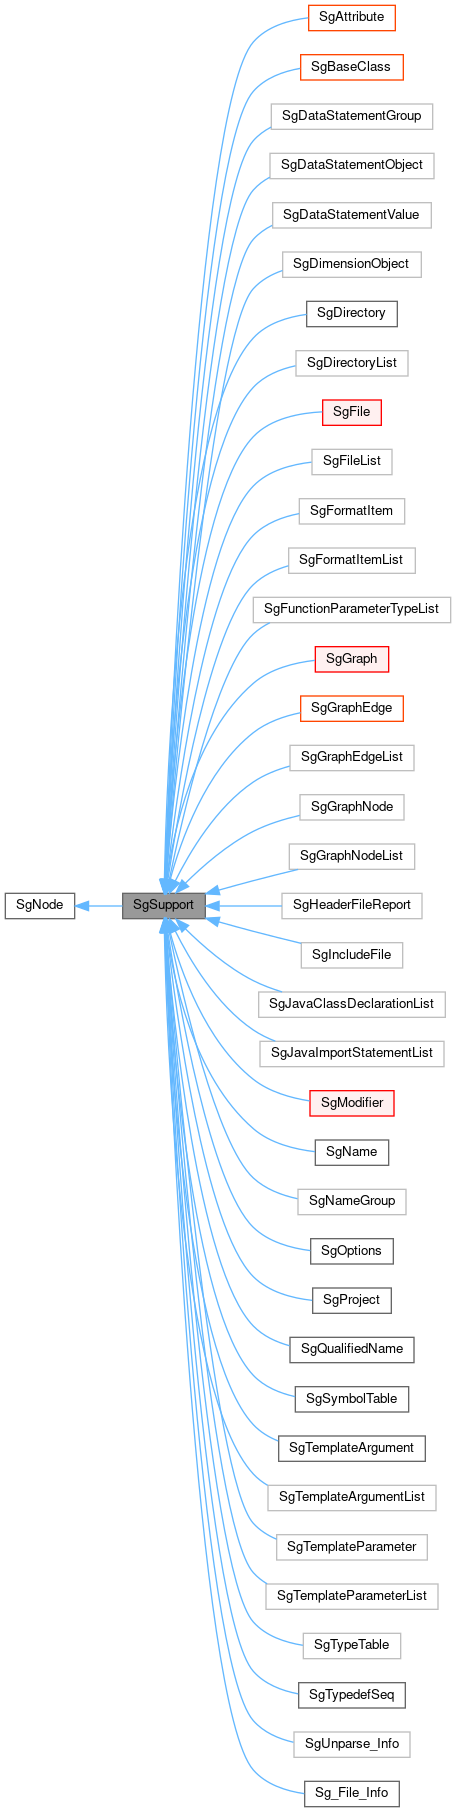 SgAttribute
SgBaseClass
SgDataStatementGroup
SgDataStatementObject
SgDataStatementValue
SgDimensionObject
SgDirectory
SgDirectoryList
SgFile
SgFileList
SgFormatItem
SgFormatItemList
SgFunctionParameterTypeList
SgGraph
SgGraphEdge
SgGraphEdgeList
SgGraphNode
SgGraphNodeList
SgNode
SgSupport
SgHeaderFileReport
SgIncludeFile
SgJavaClassDeclarationList
SgJavaImportStatementList
SgModifier
SgName
SgNameGroup
SgOptions
SgProject
SgQualifiedName
SgSymbolTable
SgTemplateArgument
SgTemplateArgumentList
SgTemplateParameter
SgTemplateParameterList
SgTypeTable
SgTypedefSeq
SgUnparse_Info
Sg_File_Info